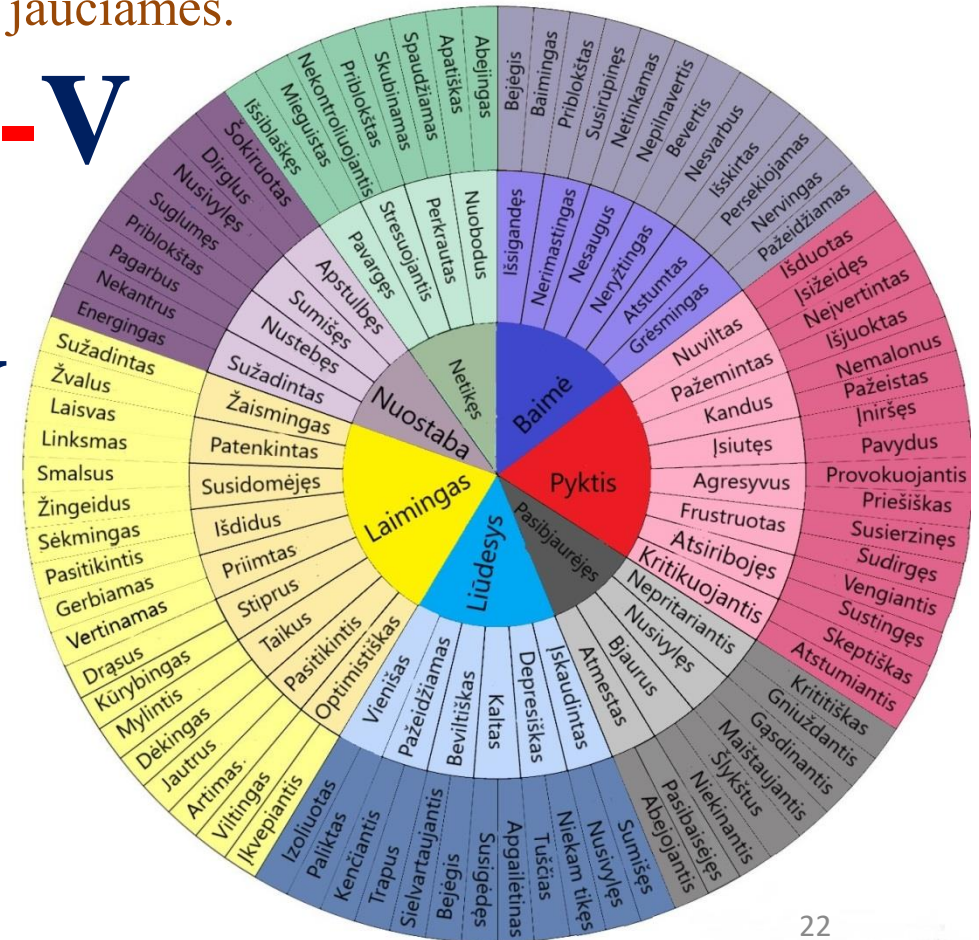 jaučiamės.
-V
Baimė
Pyktis
Pasibjaurėjęs
Liūdesys
Laimingas
Nuostaba
Netikęs
Išsigandęs
Nerimastingas
Nesaugus
Neryžtingas
Atstumtas
Grėsmingas
Nuviltas
Pažemintas
Kandus
Įsiutęs
Agresyvus
Frustruotas
Atsiribojęs
Kritikuojantis
Nepritariantis
Nusivylęs
Bjaurus
Atmestas
Įskaudintas
Depresiškas
Kaltas
Beviltiškas
Pažeidžiamas
Vienišas
Optimistiškas
Pasitikintis
Taikus
Stiprus
Priimtas
Išdidus
Susidomėjęs
Patenkintas
Žaismingas
Sužadintas
Nustebęs
Sumišęs
Apstulbęs
Pavargęs
Stresuojantis
Perkrautas
Nuobodus
Bejėgis
Baimingas
Priblokštas
Susirūpinęs
Netinkamas
Nepilnavertis
Bevertis
Nesvarbus
Išskirtas
Persekiojamas
Nervingas
Pažeidžiamas
Išduotas
Įsižeidęs
Neįvertintas
Išjuoktas
Nemalonus
Pažeistas
Įniršęs
Pavydus
Provokuojantis
Priešiškas
Susierzinęs
Sudirgęs
Vengiantis
Sustingęs
Skeptiškas
Atstumiantis
Krititiškas
Gniuždantis
Gąsdinantis
Maištaujantis
Šlykštus
Niekinantis
Pasibaisėjęs
Abejojantis
Sumišęs
Nusivylęs
Niekam tikęs
Tuščias
Apgailėtinas
Susigėdęs
Bejėgis
Sielvartaujantis
Trapus
Kenčiantis
Paliktas
Izoliuotas
Įkvepiantis
Viltingas
Artimas.
Jautrus
Dėkingas
Mylintis
Kūrybingas
Drąsus
Vertinamas
Gerbiamas
Pasitikintis
Sėkmingas
Žingeidus
Smalsus
Linksmas
Laisvas
Žvalus
Sužadintas
Energingas
Nekantrus
Pagarbus
Priblokštas
Suglumęs
Nusivylęs
Dirglus
Šokiruotas
Išsiblaškęs
Mieguistas
Nekontroliuojantis
Priblokštas
Skubinamas
Spaudžiamas
Apatiškas
Abejingas
22